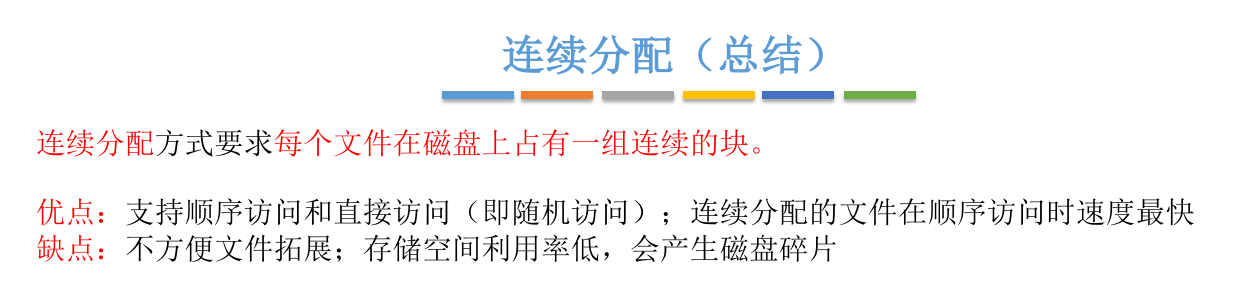 连续分配（总结）
连续分配方式要求每个文件在磁盘上占有一组连续的块。
优点：支持顺序访问和直接访问（即随机访问）；连续分配的文件在顺序访问时速度最快
缺点：不方便文件拓展；存储空间利用率低，会产生磁盘碎片